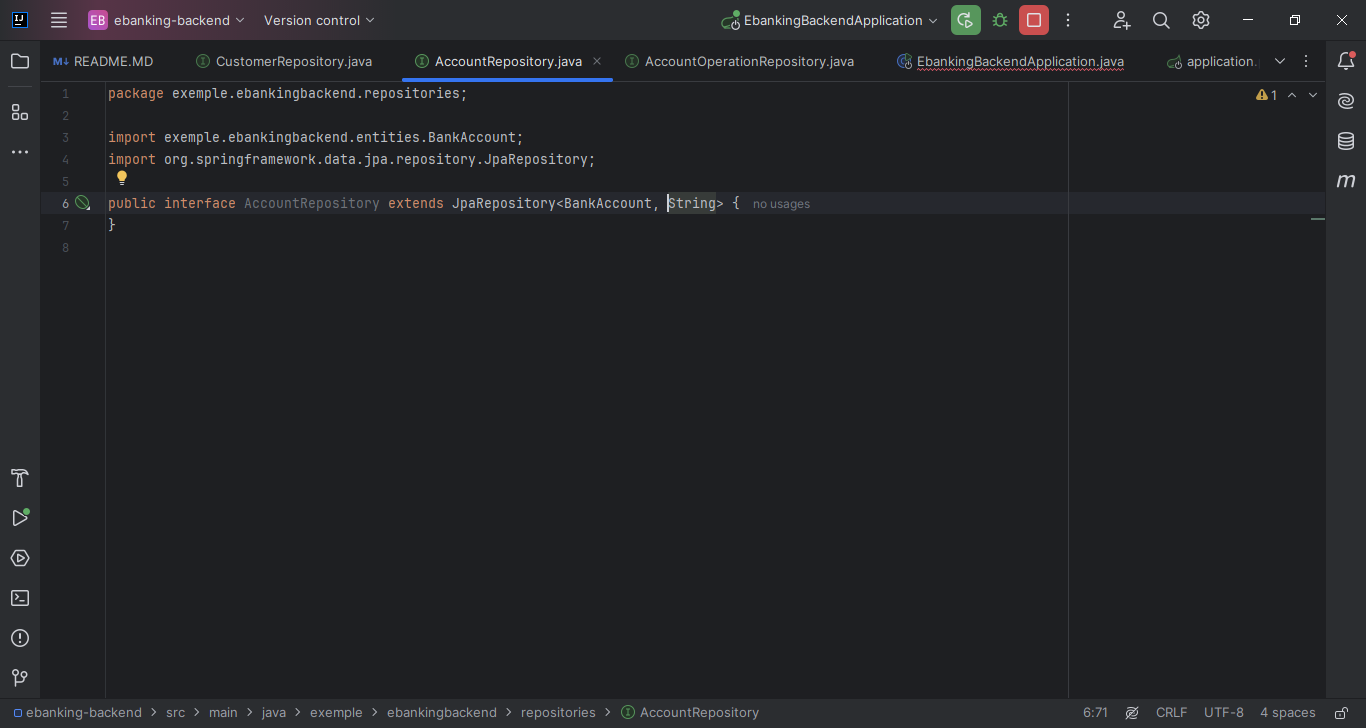 EB ebanking-backend Version control EbankingBackendApplication
M↓ README.MD CustomerRepository.java AccountRepository.java AccountOperationRepository.java EbankingBackendApplication.java application.
1 package exemple.ebankingbackend.repositories; 1
2
3 import exemple.ebankingbackend.entities.BankAccount;
4 import org.springframework.data.jpa.repository.JpaRepository;
5
6 public interface AccountRepository extends JpaRepository<BankAccount, String> { no usages
7 }
8
ebanking-backend > src > main > java > exemple > ebankingbackend > repositories > AccountRepository 6:71 CRLF UTF-8 4 spaces